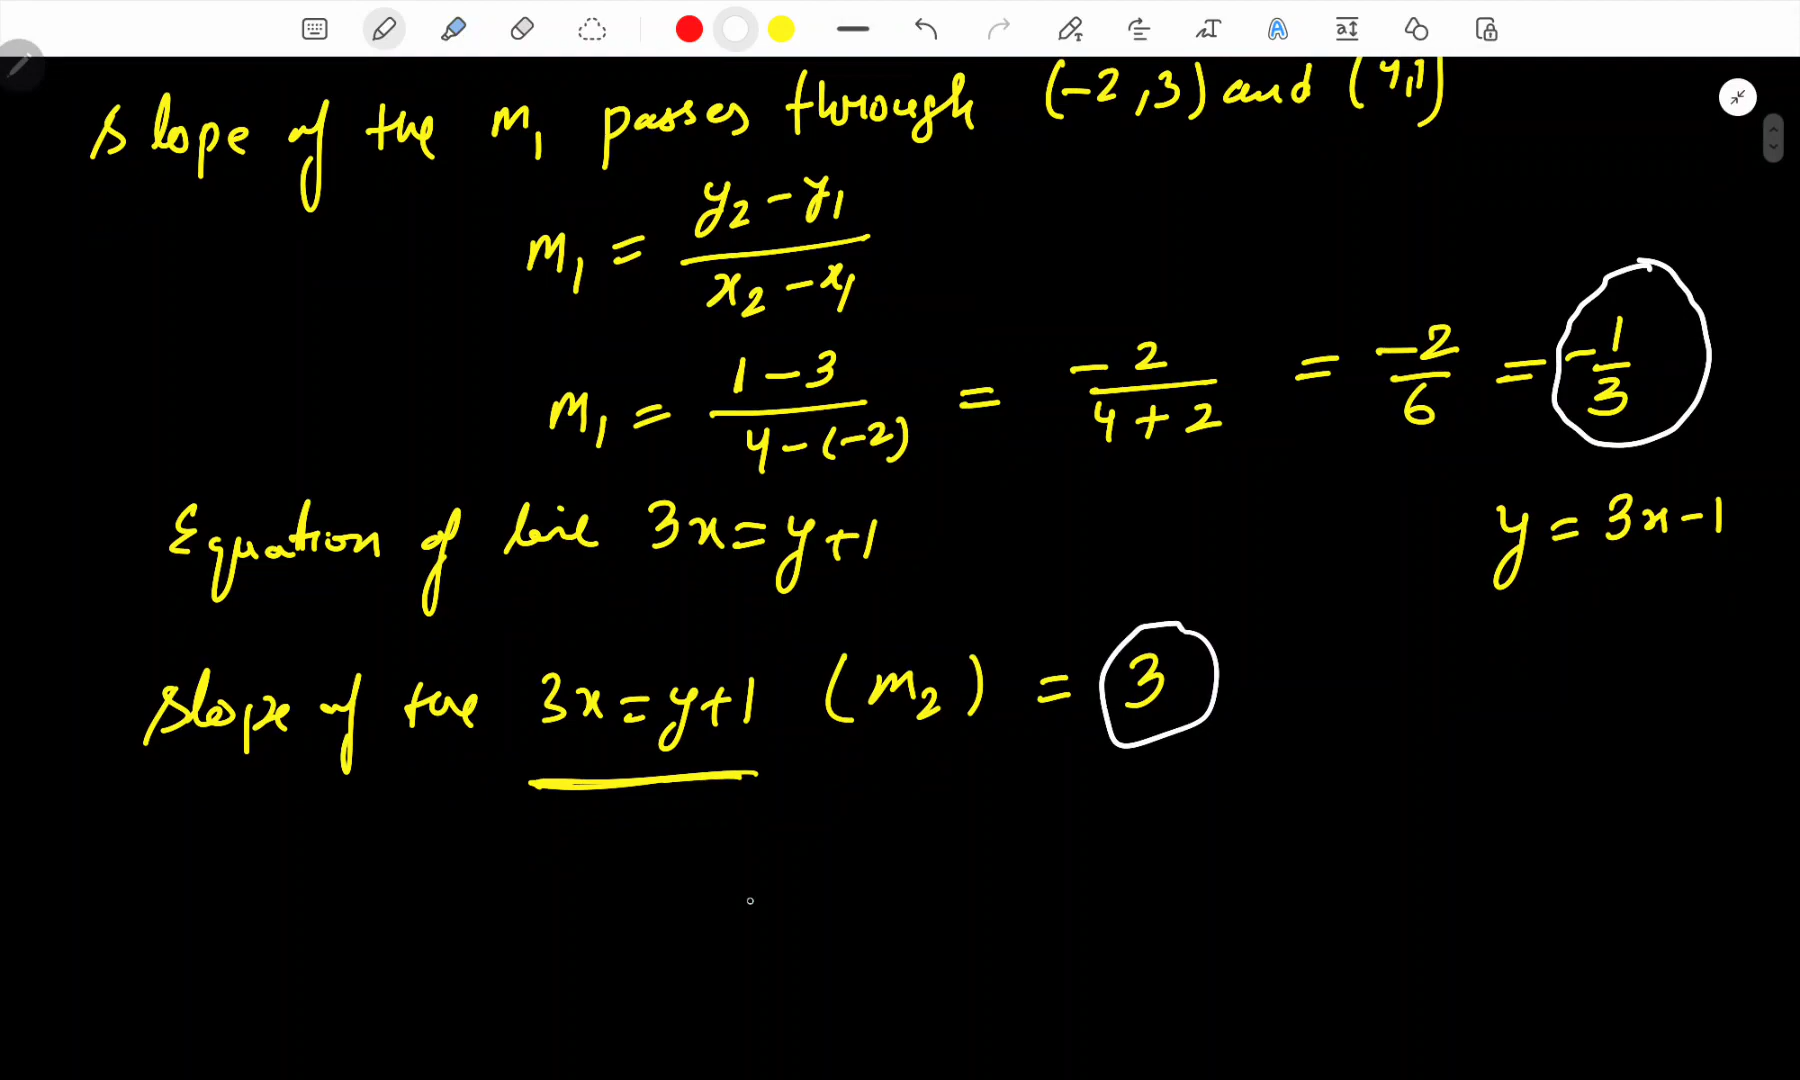 Slope of the m₁ passes through (-2,3) and (4,1)
m₁ = (y₂ - y₁)/(x₂ - x₁)
m₁ = (1-3)/(4-(-2)) = -2/(4+2) = -2/6 = -1/3
Equation of line 3x = y+1
y = 3x-1
Slope of the 3x = y+1 (m₂) = 3